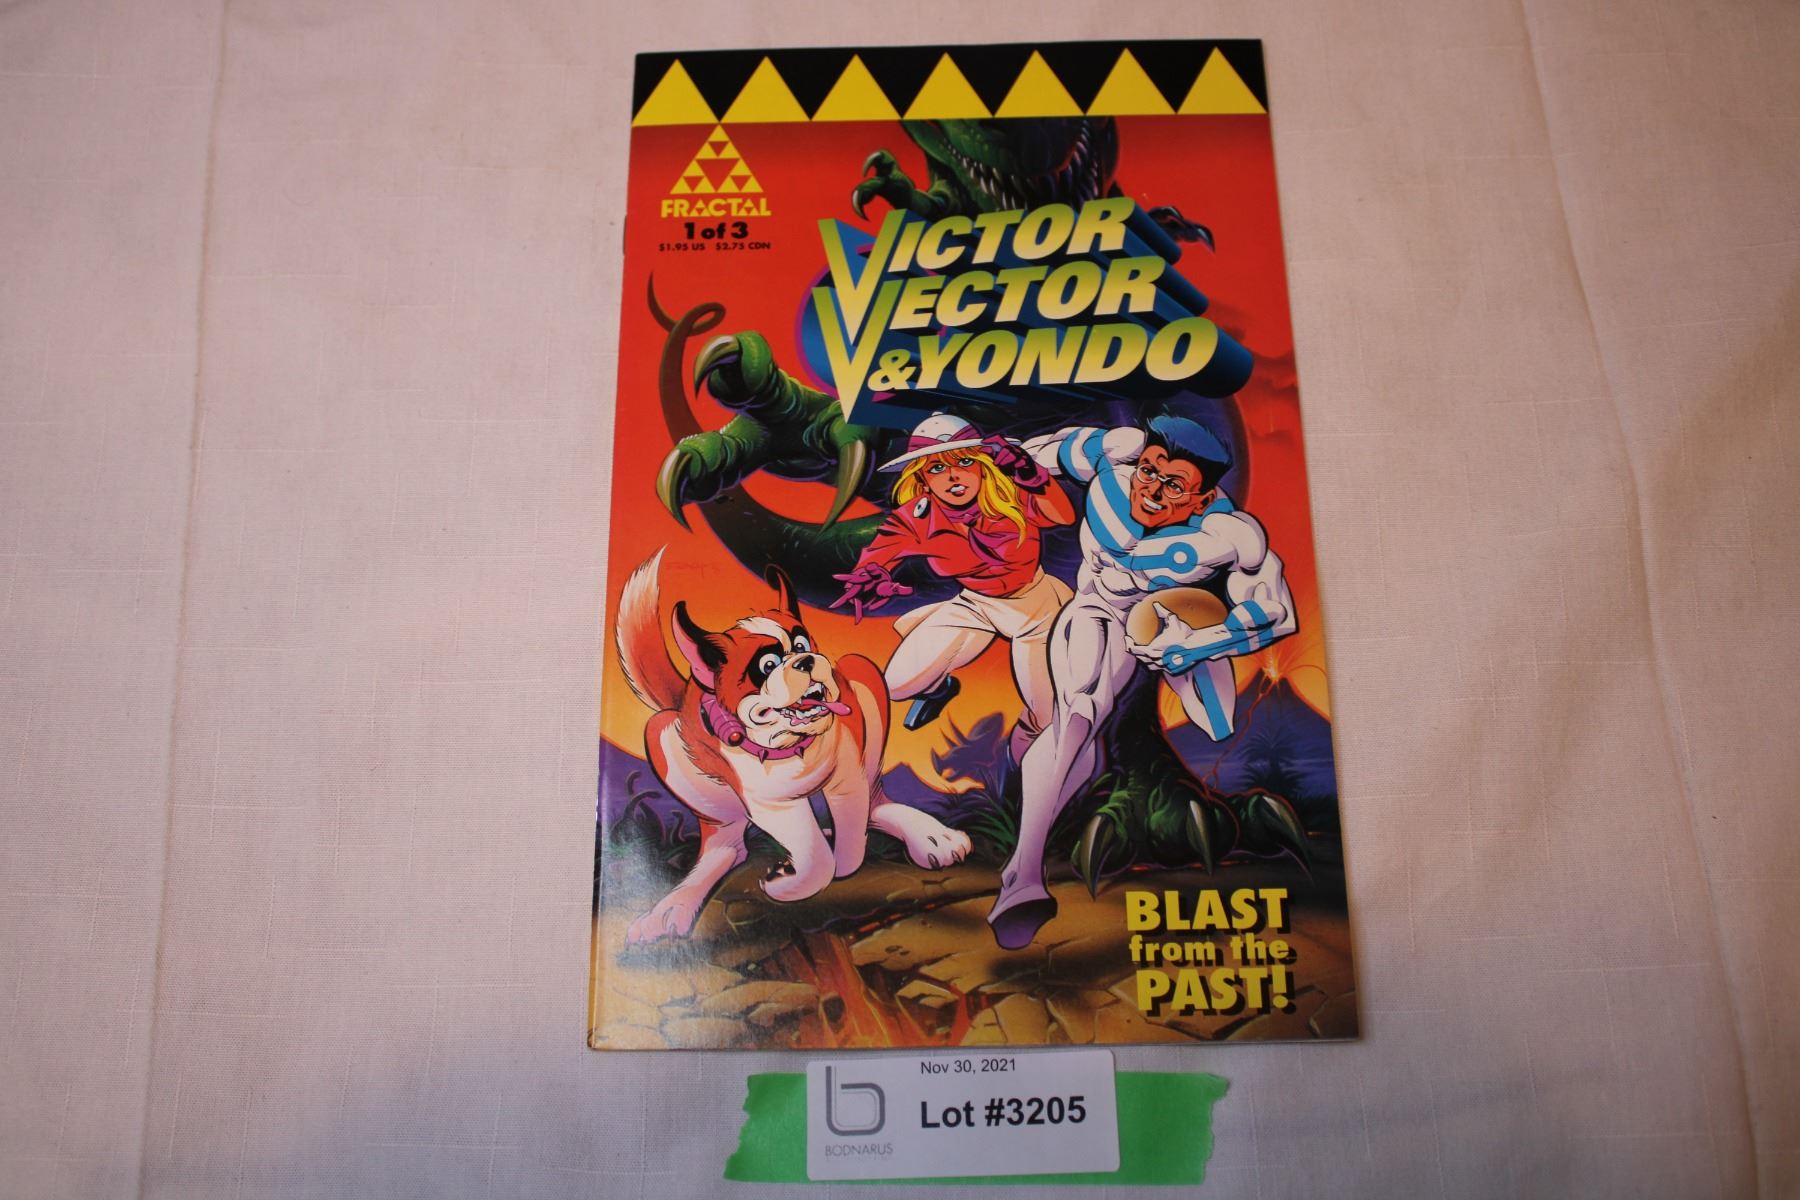 FRACTAL
1 of 3
$1.95 US $2.75 CDN
VICTOR
VECTOR
&YONDO
BLAST
from the
PAST!
Nov 30, 2021
Lot #3205
BODNARUS